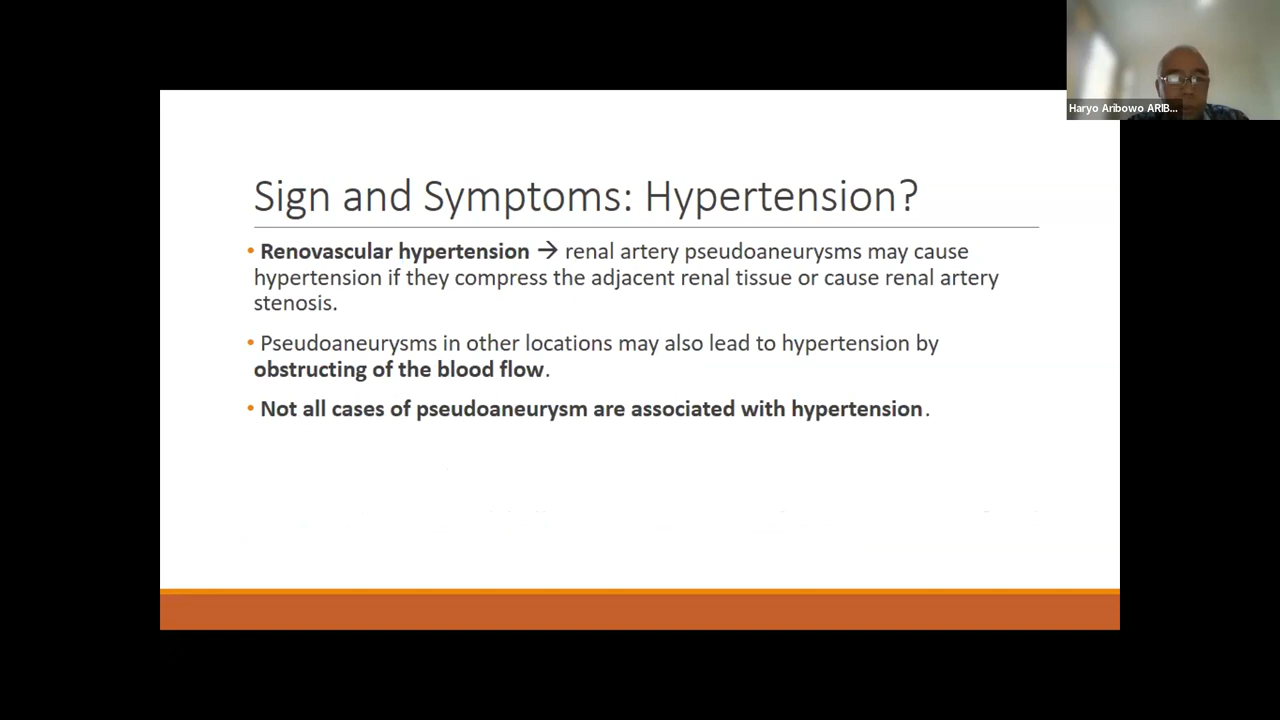 Haryo Aribowo ARIB...
Sign and Symptoms: Hypertension?
• Renovascular hypertension → renal artery pseudoaneurysms may cause
hypertension if they compress the adjacent renal tissue or cause renal artery
stenosis.
• Pseudoaneurysms in other locations may also lead to hypertension by
obstructing of the blood flow.
• Not all cases of pseudoaneurysm are associated with hypertension.